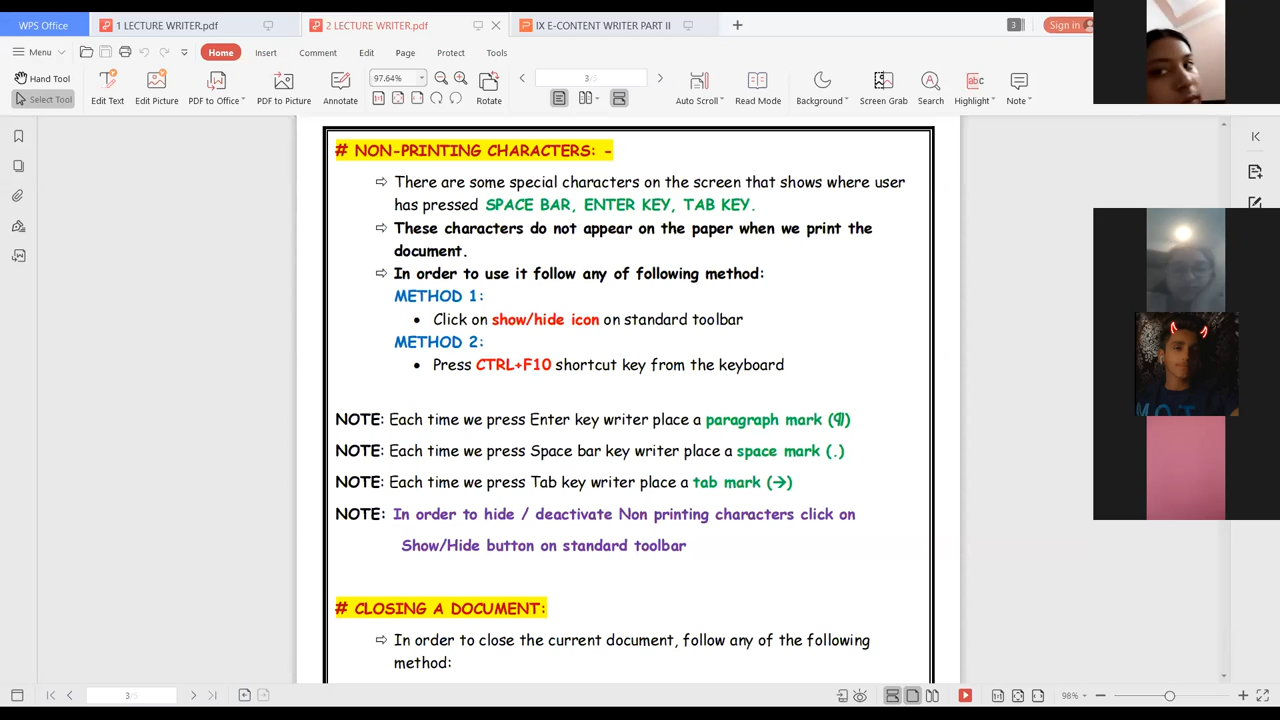 WPS Office
1 LECTURE WRITER.pdf
2 LECTURE WRITER.pdf
IX E-CONTENT WRITER PART II
3
Sign in
Menu
Home
Insert
Comment
Edit
Page
Protect
Tools
Hand Tool
Select Tool
Edit Text
Edit Picture
PDF to Office
PDF to Picture
Annotate
97.64%
Rotate
3/5
Auto Scroll
Read Mode
Background
Screen Grab
Search
Highlight
Note
# NON-PRINTING CHARACTERS: -
⇨ There are some special characters on the screen that shows where user
has pressed SPACE BAR, ENTER KEY, TAB KEY.
⇨ These characters do not appear on the paper when we print the
document.
⇨ In order to use it follow any of following method:
METHOD 1:
• Click on show/hide icon on standard toolbar
METHOD 2:
• Press CTRL+F10 shortcut key from the keyboard
NOTE: Each time we press Enter key writer place a paragraph mark (¶)
NOTE: Each time we press Space bar key writer place a space mark (.)
NOTE: Each time we press Tab key writer place a tab mark (→)
NOTE: In order to hide / deactivate Non printing characters click on
Show/Hide button on standard toolbar
# CLOSING A DOCUMENT:
⇨ In order to close the current document, follow any of the following
method:
3/5
98%